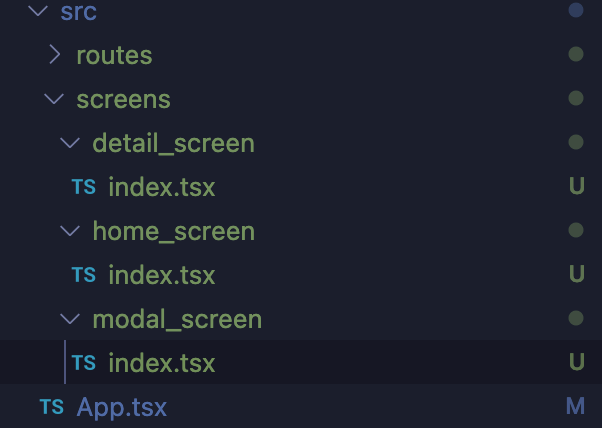 src
routes
screens
detail_screen
TS index.tsx U
home_screen
TS index.tsx U
modal_screen
TS index.tsx U
TS App.tsx M